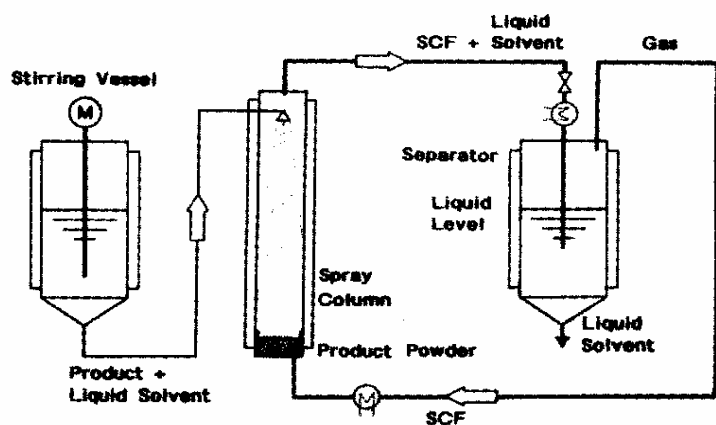 Liquid
SCF + Solvent
Gas
Stirring Vessel
M
Separator
Liquid
Level
Spray
Column
Product Powder
Liquid
Solvent
Product +
Liquid Solvent
SCF